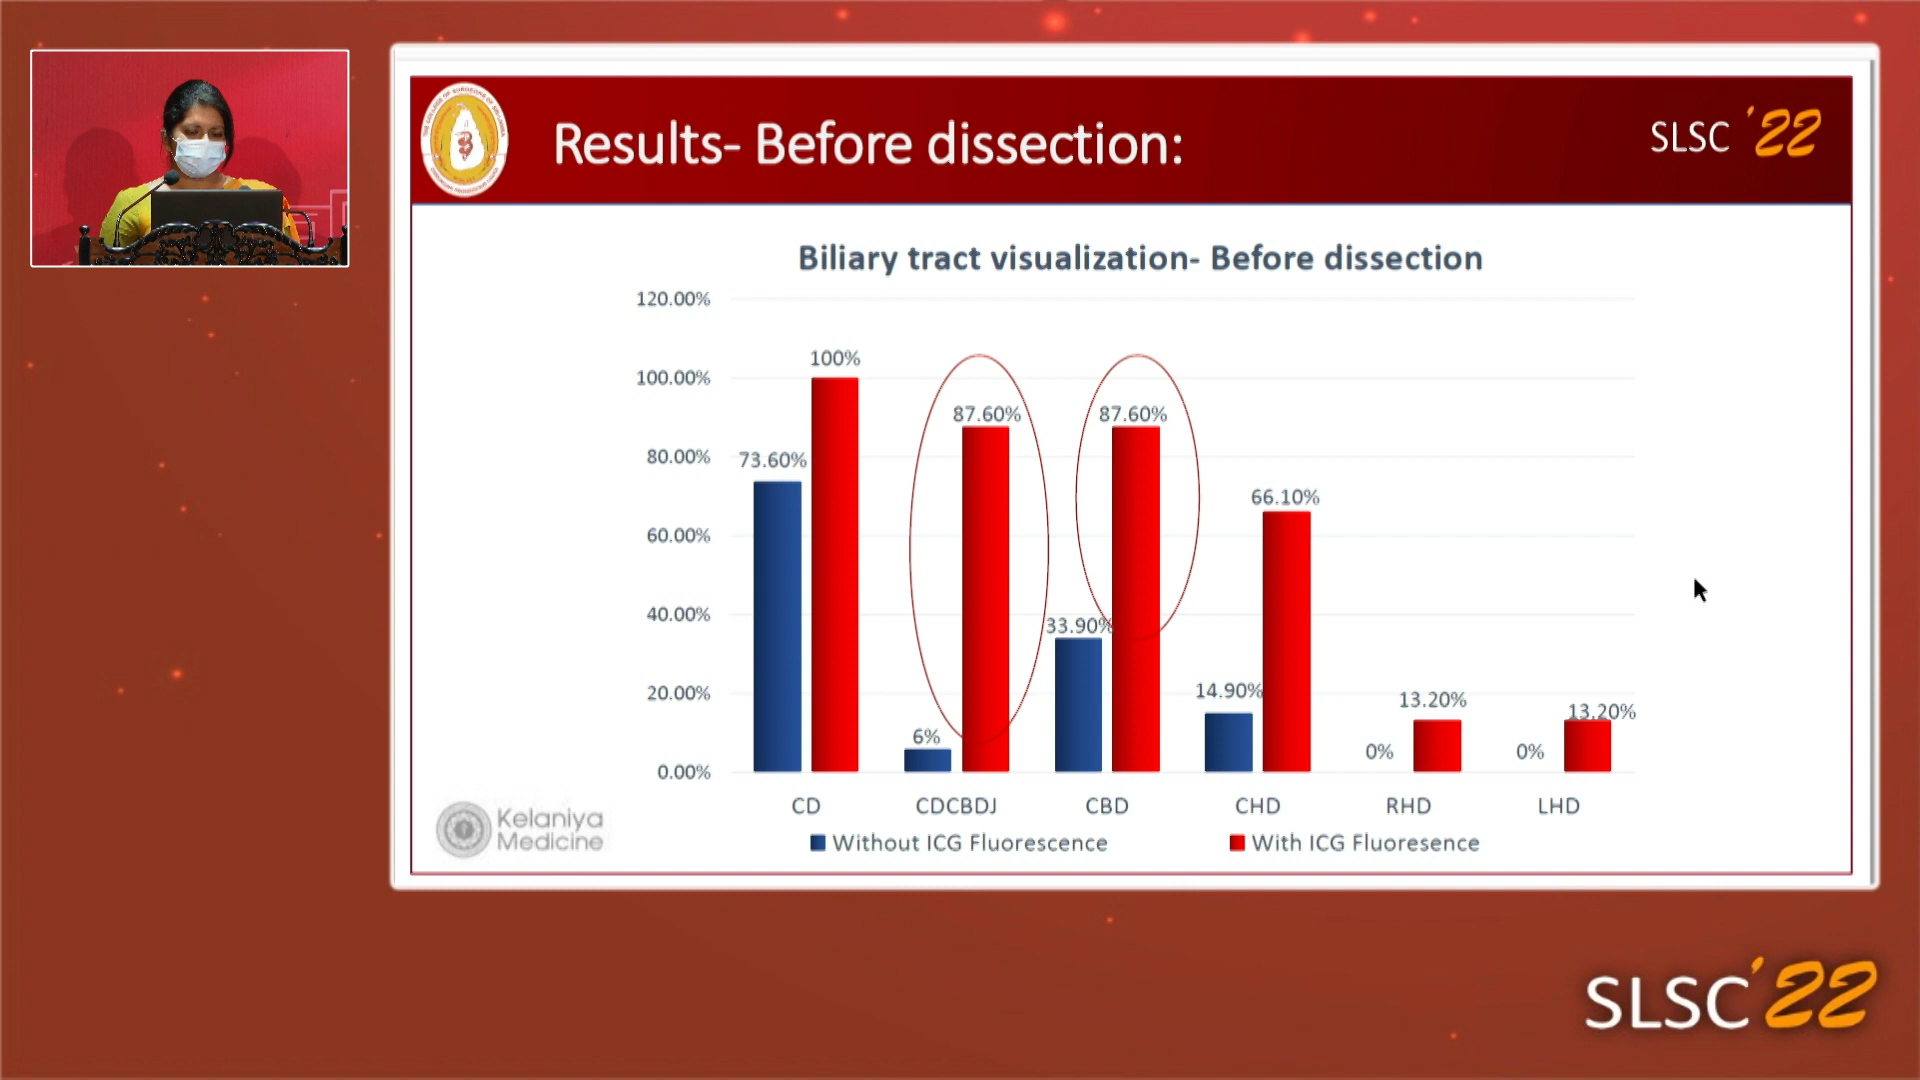 Results- Before dissection:
SLSC '22
Biliary tract visualization- Before dissection
120.00%
100.00%
80.00%
60.00%
40.00%
20.00%
0.00%
73.60%
100%
6%
87.60%
33.90%
87.60%
14.90%
66.10%
0%
13.20%
0%
13.20%
CD
CDCBDJ
CBD
CHD
RHD
LHD
Without ICG Fluorescence
With ICG Fluoresence
Kelaniya
Medicine
SLSC '22